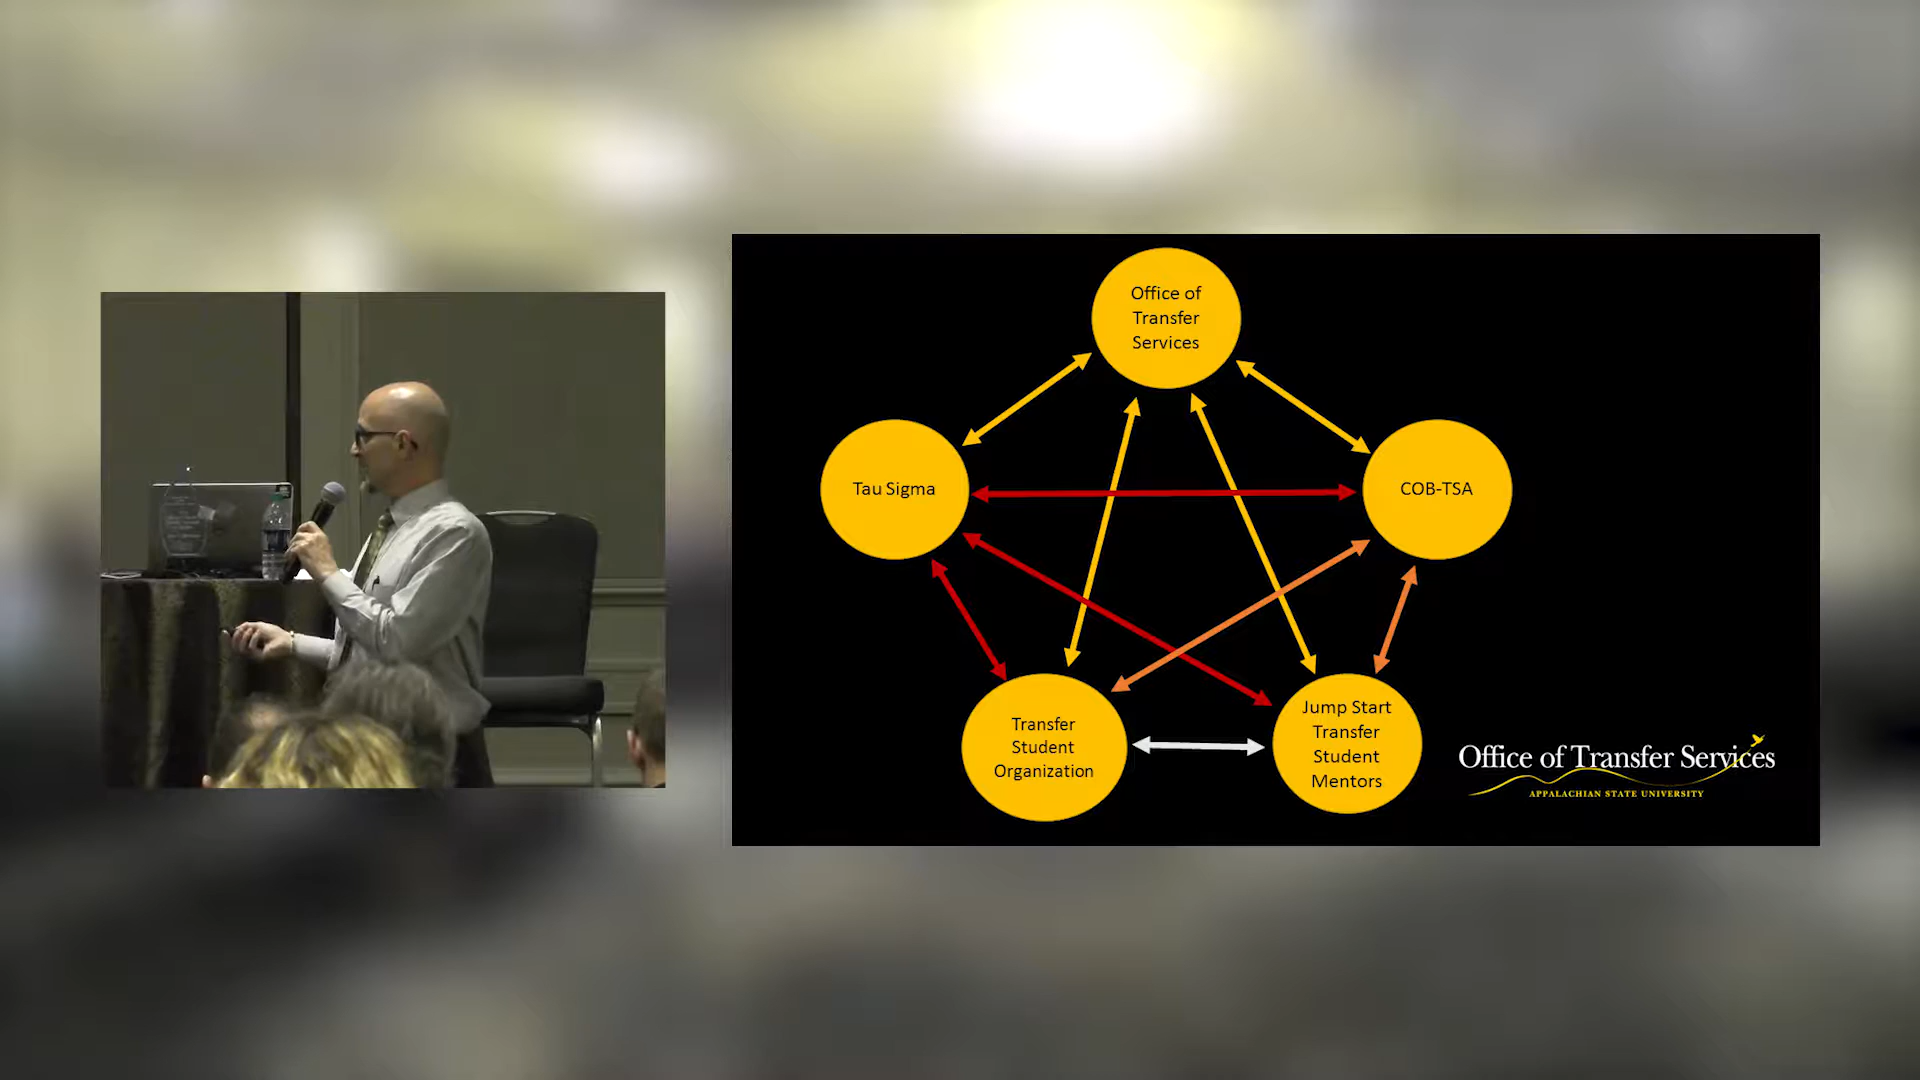 Office of
Transfer
Services
Tau Sigma
COB-TSA
Transfer
Student
Organization
Jump Start
Transfer
Student
Mentors
Office of Transfer Services
APPALACHIAN STATE UNIVERSITY